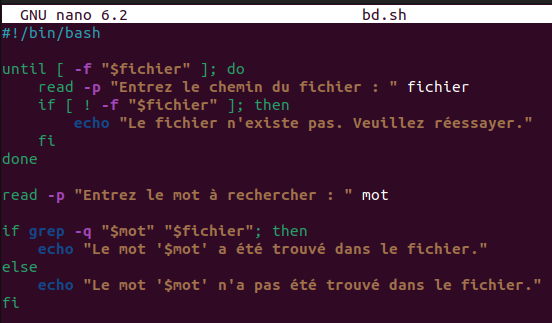 GNU nano 6.2 bd.sh
#!/bin/bash
until [ -f "$fichier" ]; do
    read -p "Entrez le chemin du fichier : " fichier
    if [ ! -f "$fichier" ]; then
        echo "Le fichier n'existe pas. Veuillez réessayer."
    fi
done
read -p "Entrez le mot à rechercher : " mot
if grep -q "$mot" "$fichier"; then
    echo "Le mot '$mot' a été trouvé dans le fichier."
else
    echo "Le mot '$mot' n'a pas été trouvé dans le fichier."
fi